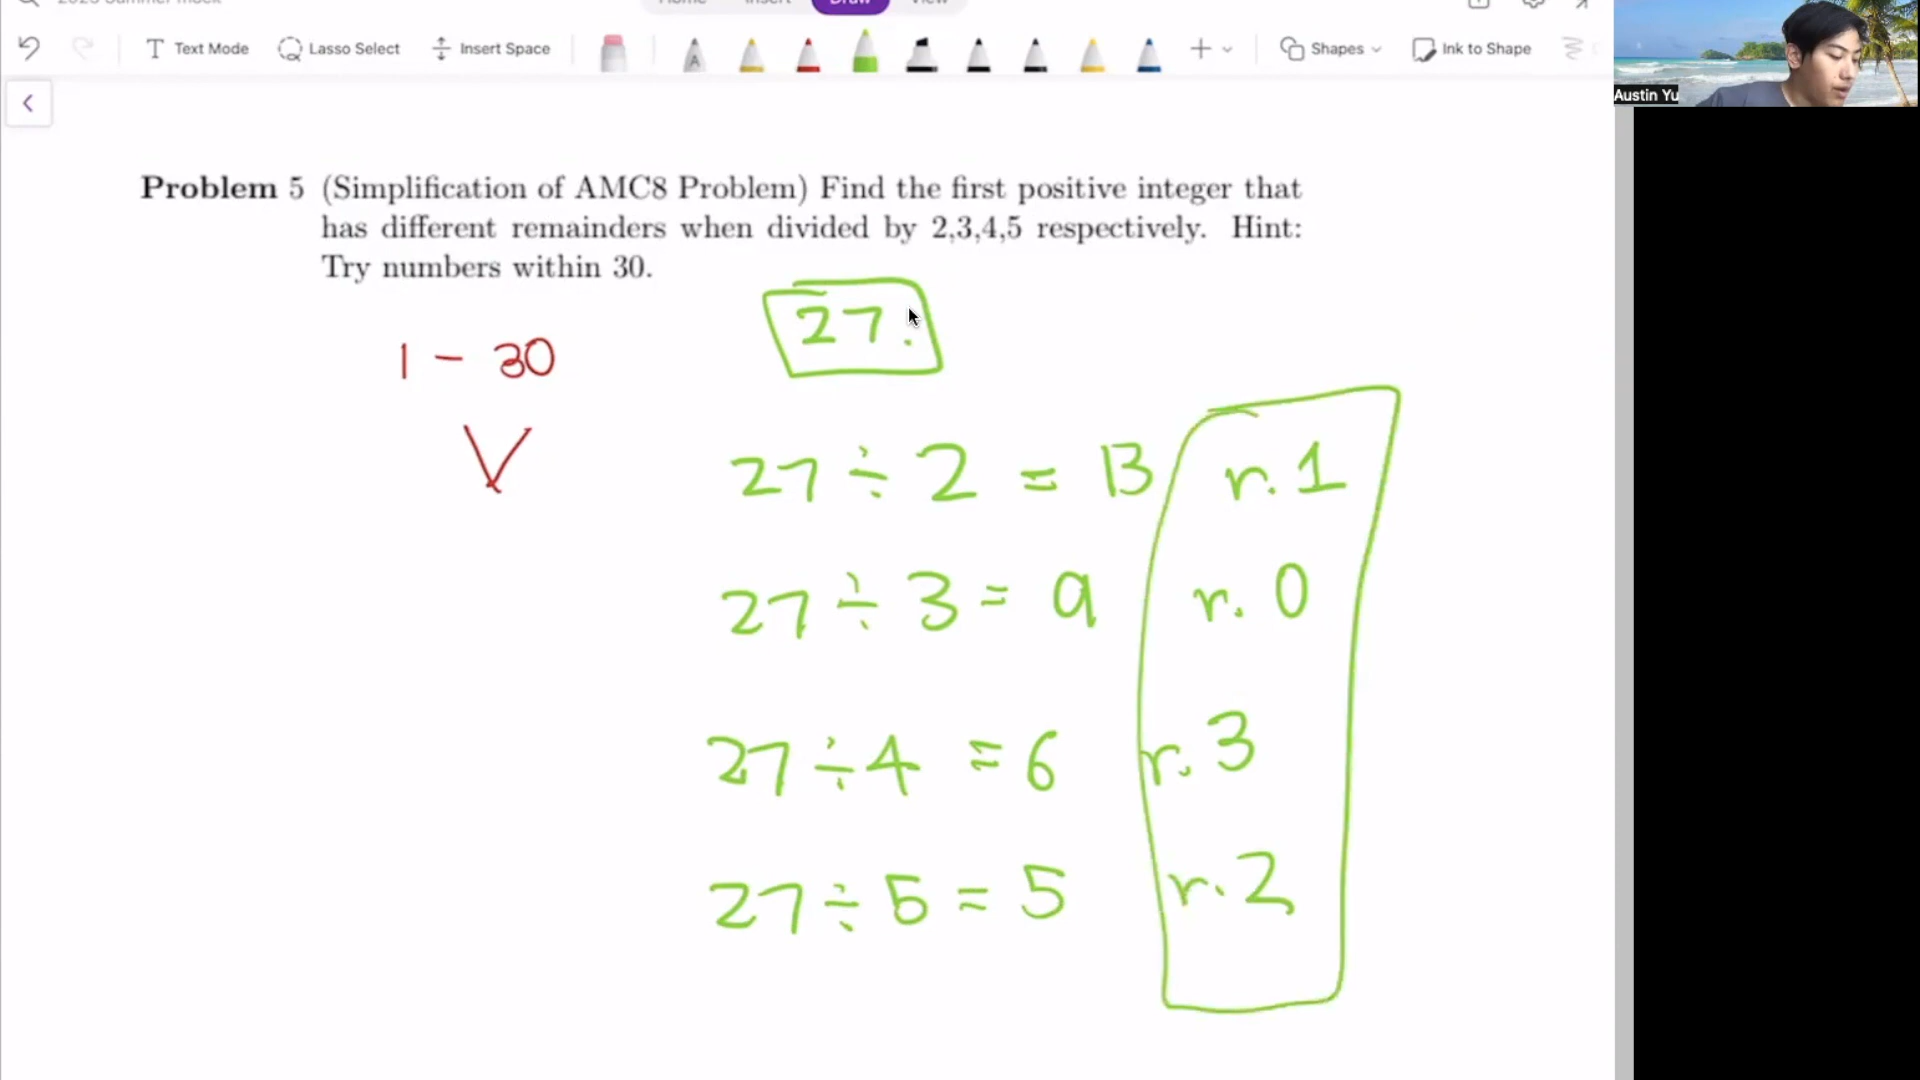 Draw
Text Mode Lasso Select Insert Space Shapes Ink to Shape
Austin Yu
Problem 5 (Simplification of AMC8 Problem) Find the first positive integer that
has different remainders when divided by 2,3,4,5 respectively. Hint:
Try numbers within 30.
27.
1 - 30
27 ÷ 2 = 13 r. 1
27 ÷ 3 = 9 r. 0
27 ÷ 4 = 6 r. 3
27 ÷ 5 = 5 r. 2